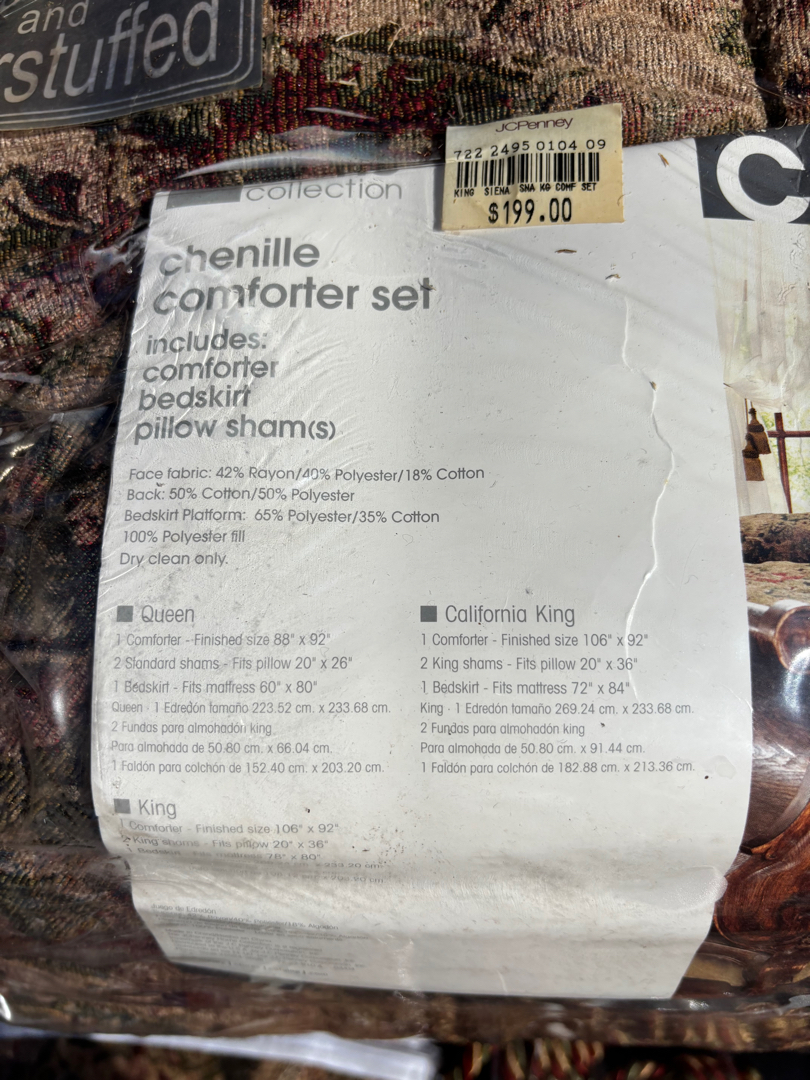 and
rstuffed
JCPenney
722 2495 0104 09
KING SIENA SNA KG COMF SET
$199.00
C
collection
chenille
comforter set
includes:
comforter
bedskirt
pillow sham(s)
Face fabric: 42% Rayon/40% Polyester/18% Cotton
Back: 50% Cotton/50% Polyester
Bedskirt Platform: 65% Polyester/35% Cotton
100% Polyester fill
Dry clean only.
Queen
1 Comforter - Finished size 88" x 92"
2 Standard shams - Fits pillow 20" x 26"
1 Bedskirt - Fits mattress 60" x 80"
Queen - 1 Edredón tamaño 223.52 cm. x 233.68 cm.
2 Fundas para almohadón king
Para almohada de 50.80 cm. x 66.04 cm.
1 Faldón para colchón de 152.40 cm. x 203.20 cm.
California King
1 Comforter - Finished size 106" x 92"
2 King shams - Fits pillow 20" x 36"
1 Bedskirt - Fits mattress 72" x 84"
King - 1 Edredón tamaño 269.24 cm. x 233.68 cm.
2 Fundas para almohadón king
Para almohada de 50.80 cm. x 91.44 cm.
1 Faldón para colchón de 182.88 cm. x 213.36 cm.
King
1 Comforter - Finished size 106" x 92"
2 King shams - Fits pillow 20" x 36"
1 Bedskirt - Fits mattress 78" x 80"
Juego de Edredón